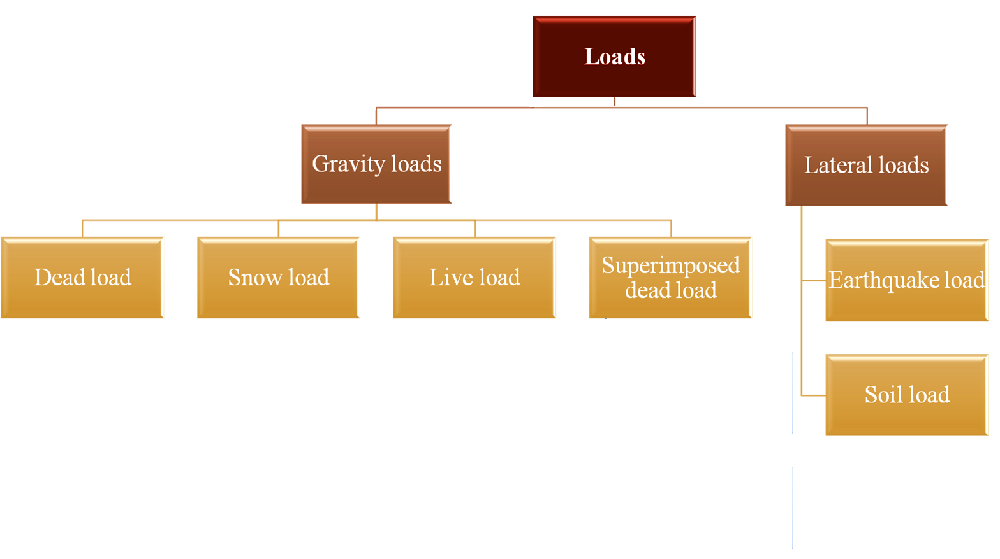 Loads
Gravity loads
Lateral loads
Dead load
Snow load
Live load
Superimposed
dead load
Earthquake load
Soil load